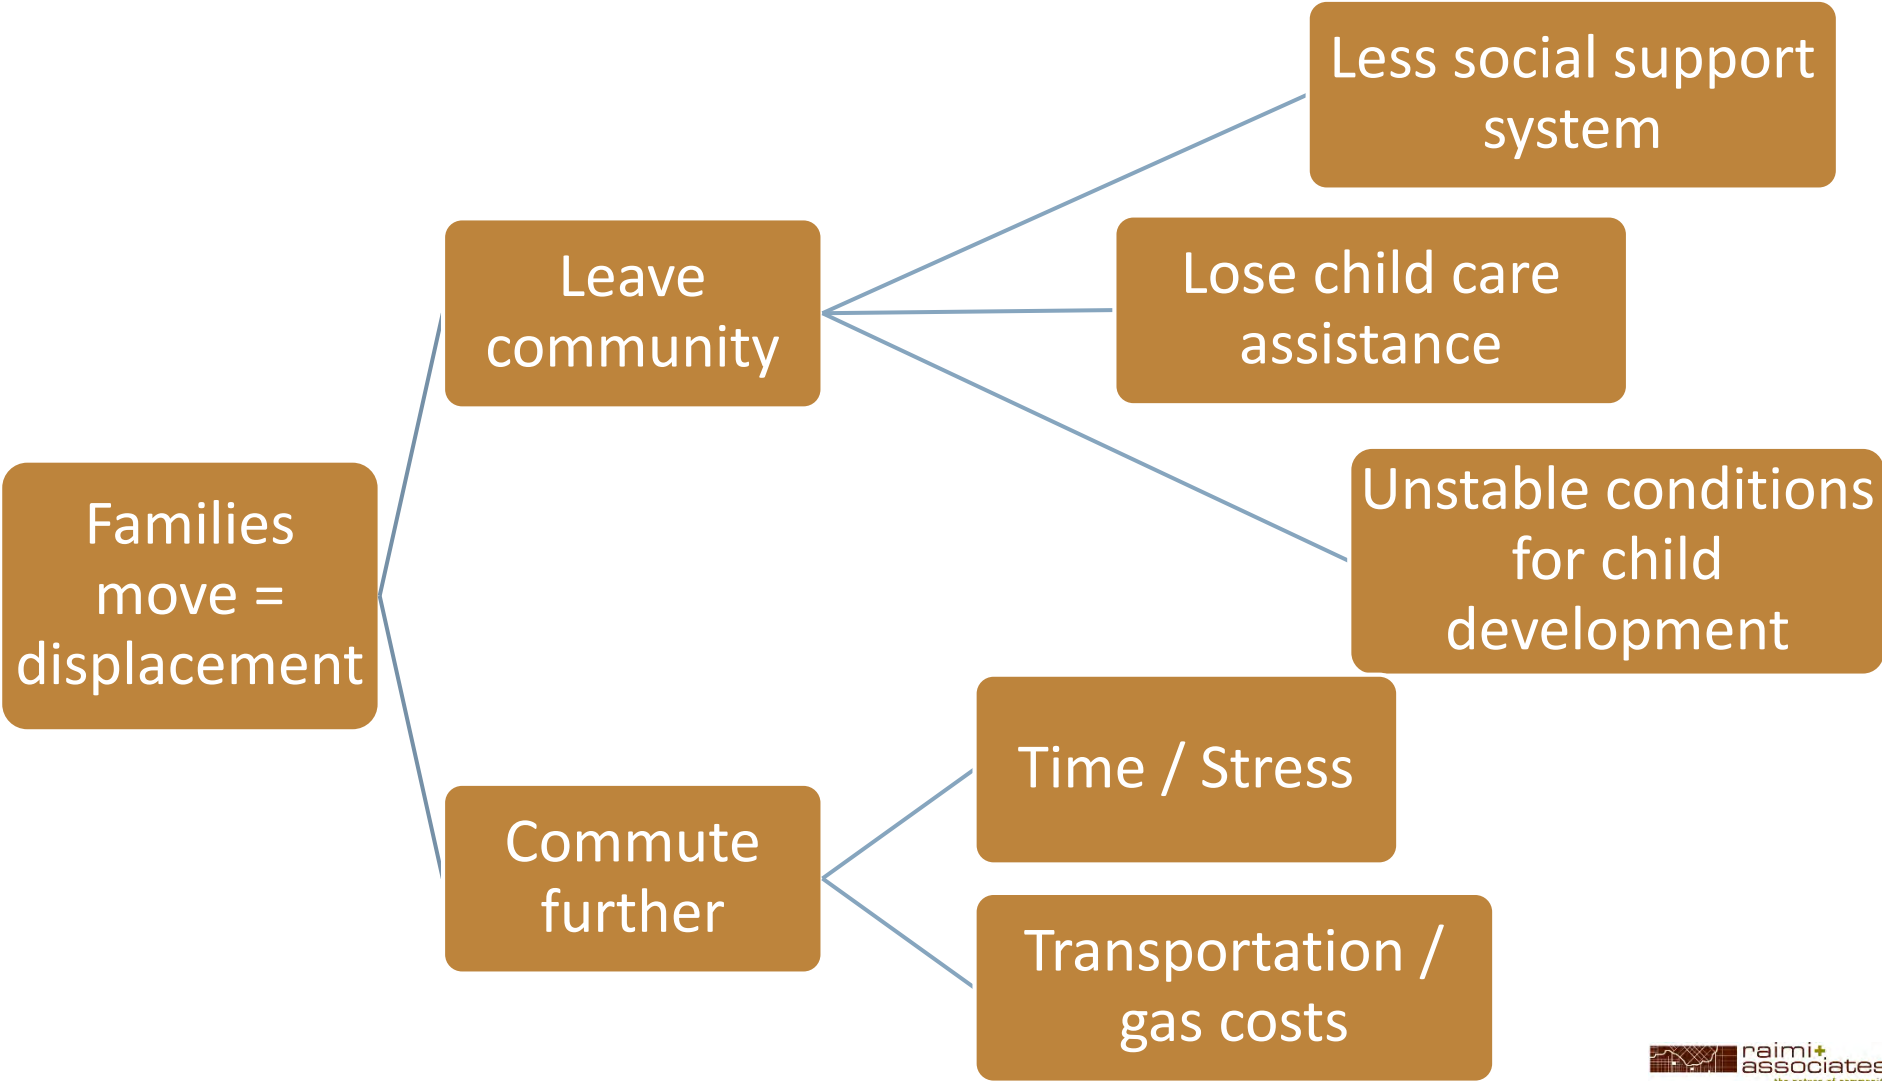 Less social support
system
Leave
community
Lose child care
assistance
Families
move =
displacement
Unstable conditions
for child
development
Time / Stress
Commute
further
Transportation /
gas costs
raimi+
associates